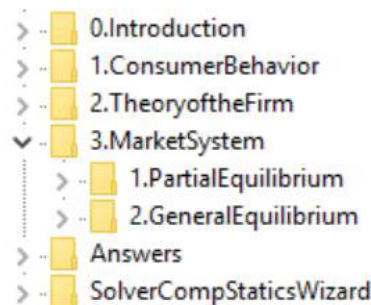 0.Introduction
1.ConsumerBehavior
2.TheoryoftheFirm
3.MarketSystem
1.PartialEquilibrium
2.GeneralEquilibrium
Answers
SolverCompStaticsWizard